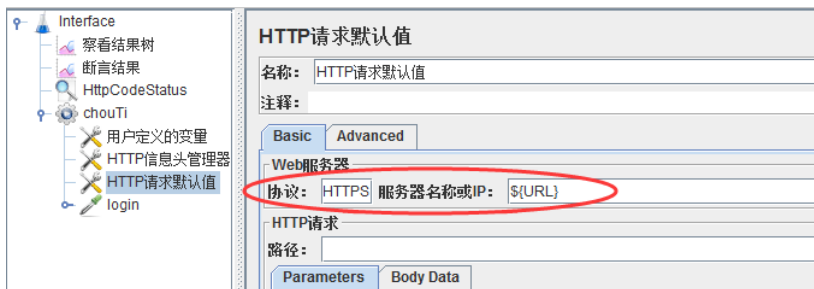 Interface
察看结果树
断言结果
HttpCodeStatus
chouTi
用户定义的变量
HTTP信息头管理器
HTTP请求默认值
login
HTTP请求默认值
名称： HTTP请求默认值
注释：
Basic Advanced
Web服务器
协议： HTTPS 服务器名称或IP： ${URL}
HTTP请求
路径：
Parameters Body Data